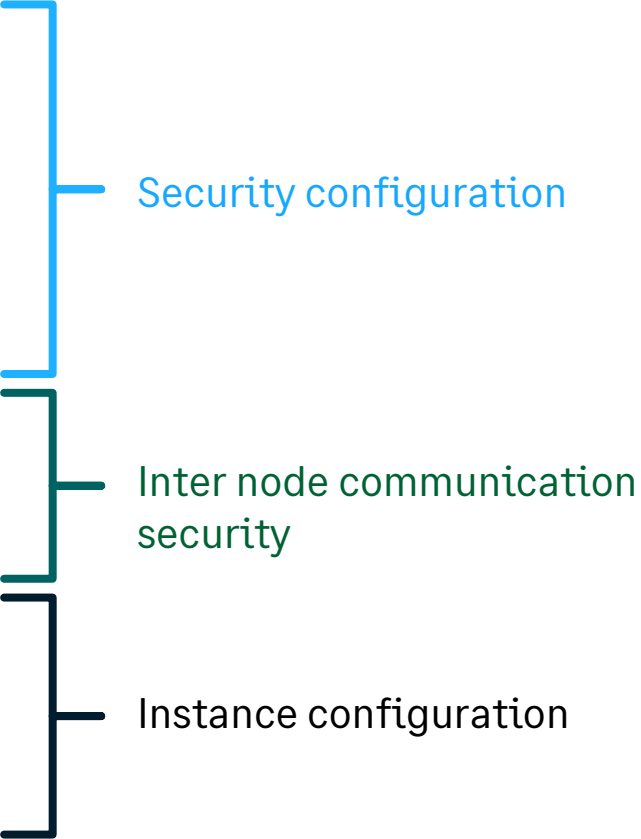 Security configuration
Inter node communication
security
Instance configuration